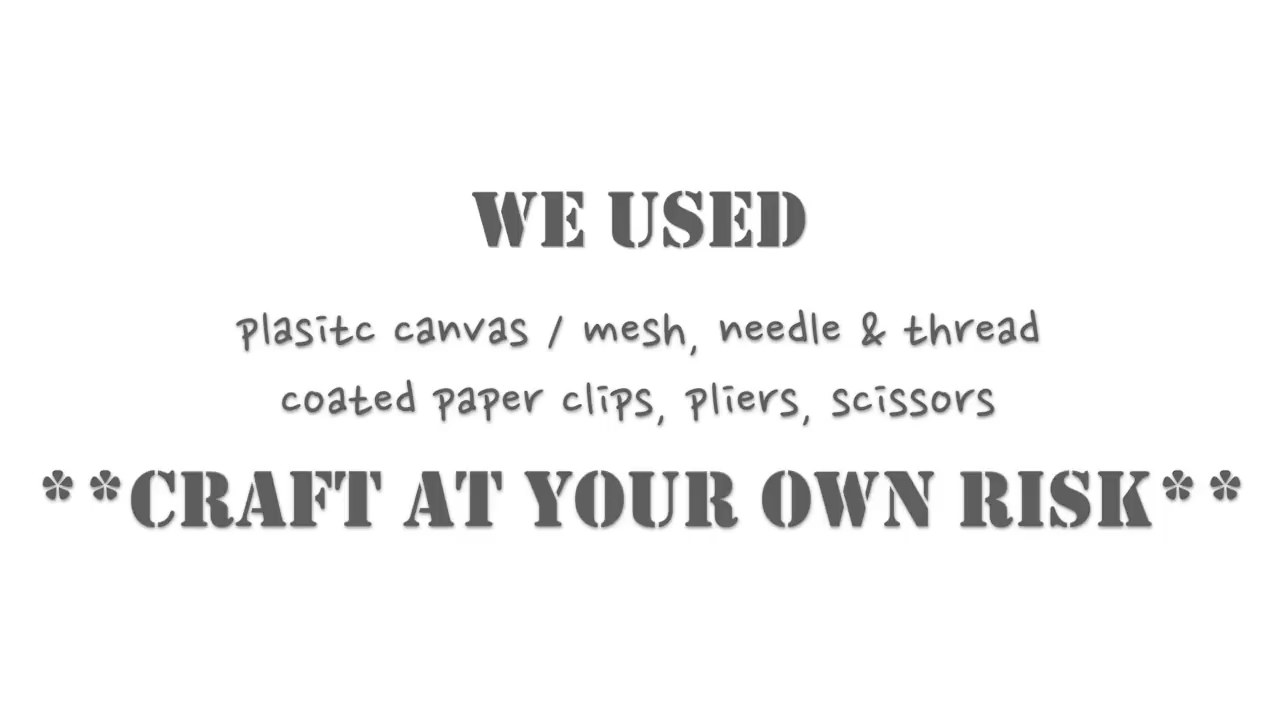 WE USED
plasitc canvas / mesh, needle & thread
coated paper clips, pliers, scissors
**CRAFT AT YOUR OWN RISK**